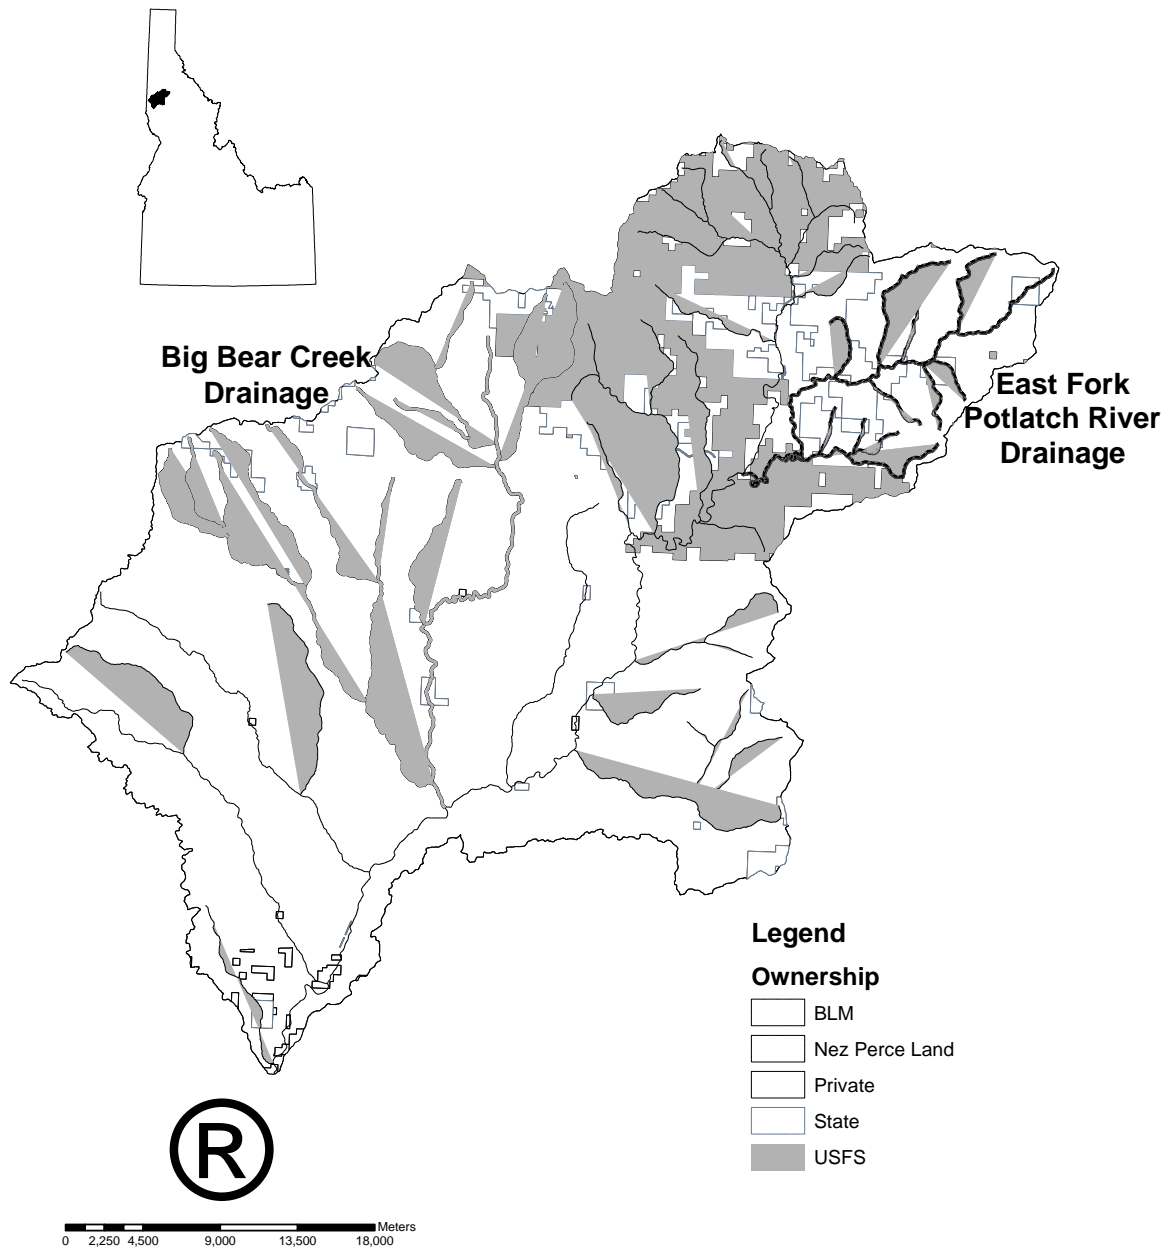 Big Bear Creek
Drainage
East Fork
Potlatch River
Drainage
Legend
Ownership
BLM
Nez Perce Land
Private
State
USFS
®
Meters
0 2,250 4,500 9,000 13,500 18,000